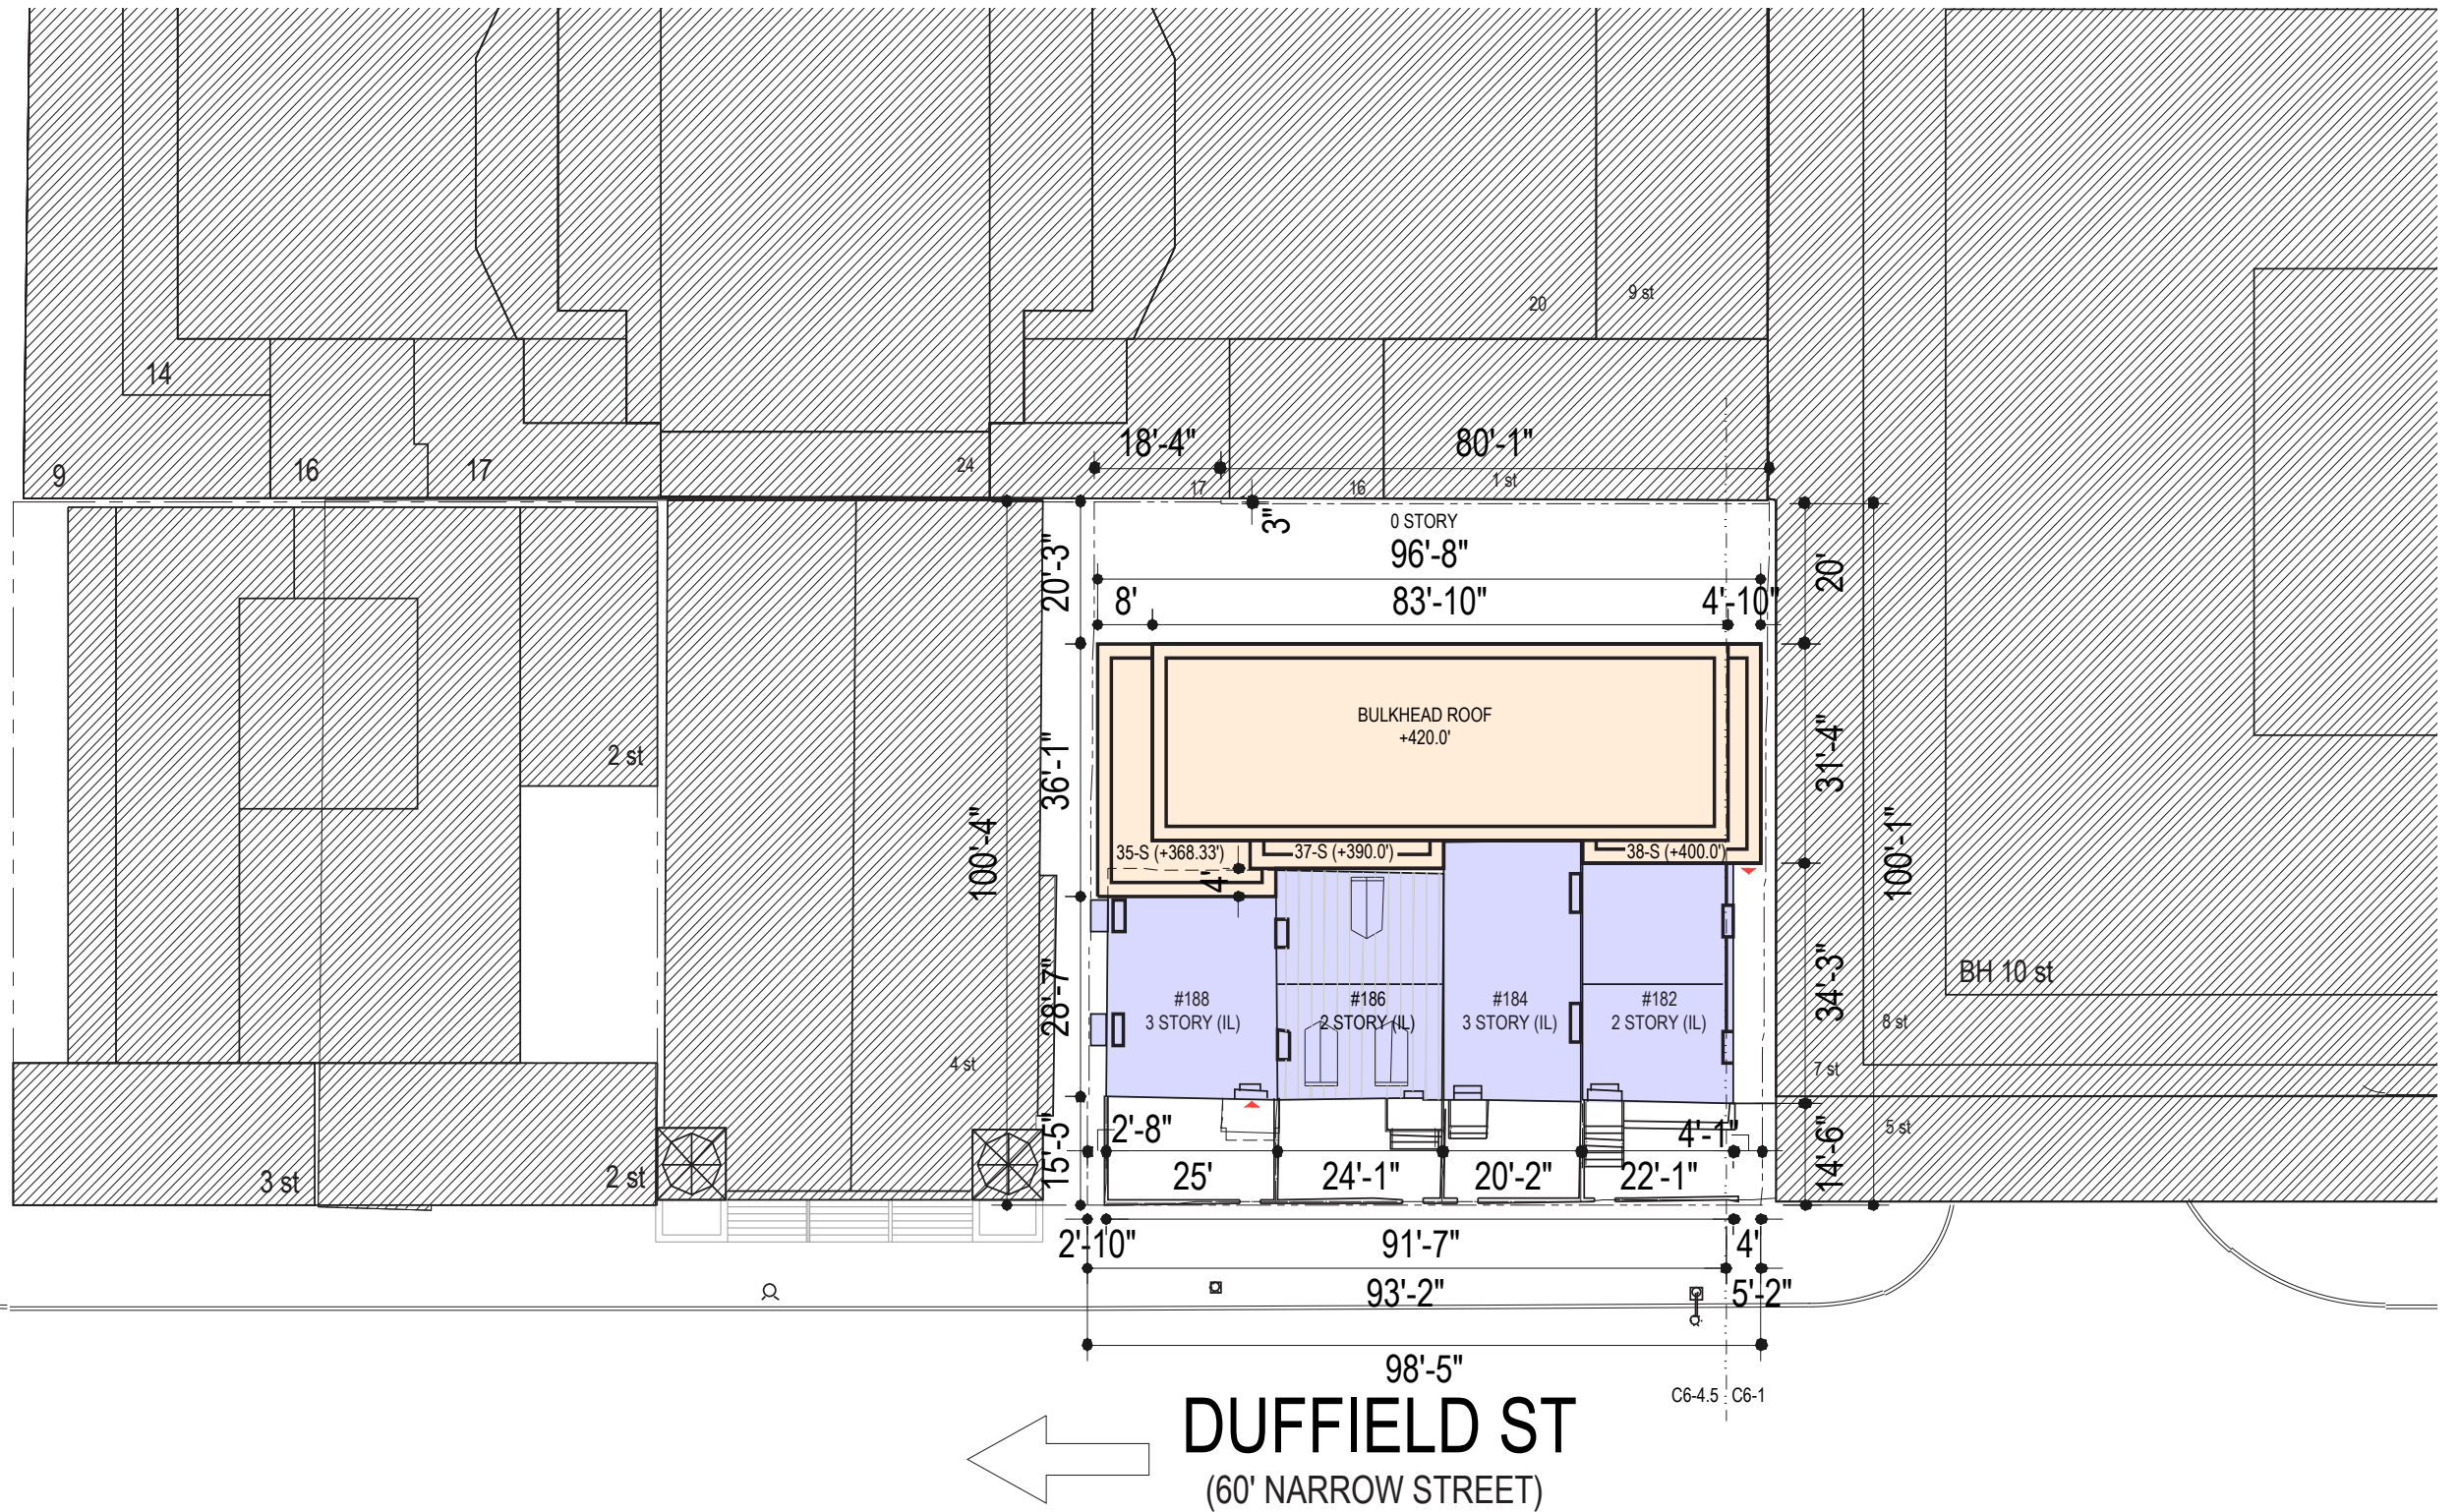 20
9 st
14
18'-4"
80'-1"
9
16
17
24
17
16
1 st
3"
0 STORY
96'-8"
20'-3"
20'
8'
83'-10"
4'-10"
BULKHEAD ROOF
+420.0'
2 st
36'-1"
31'-4"
100'-4"
100'-1"
35-S (+368.33')
37-S (+390.0')
38-S (+400.0')
4'
28'-7"
34'-3"
BH 10 st
#188
3 STORY (IL)
#186
2 STORY (IL)
#184
3 STORY (IL)
#182
2 STORY (IL)
8 st
4 st
7 st
15'-5"
2'-8"
4'-1"
14'-6"
5 st
3 st
2 st
25'
24'-1"
20'-2"
22'-1"
2'-10"
91'-7"
4'
93'-2"
5'-2"
98'-5"
C6-4.5
C6-1
DUFFIELD ST
(60' NARROW STREET)